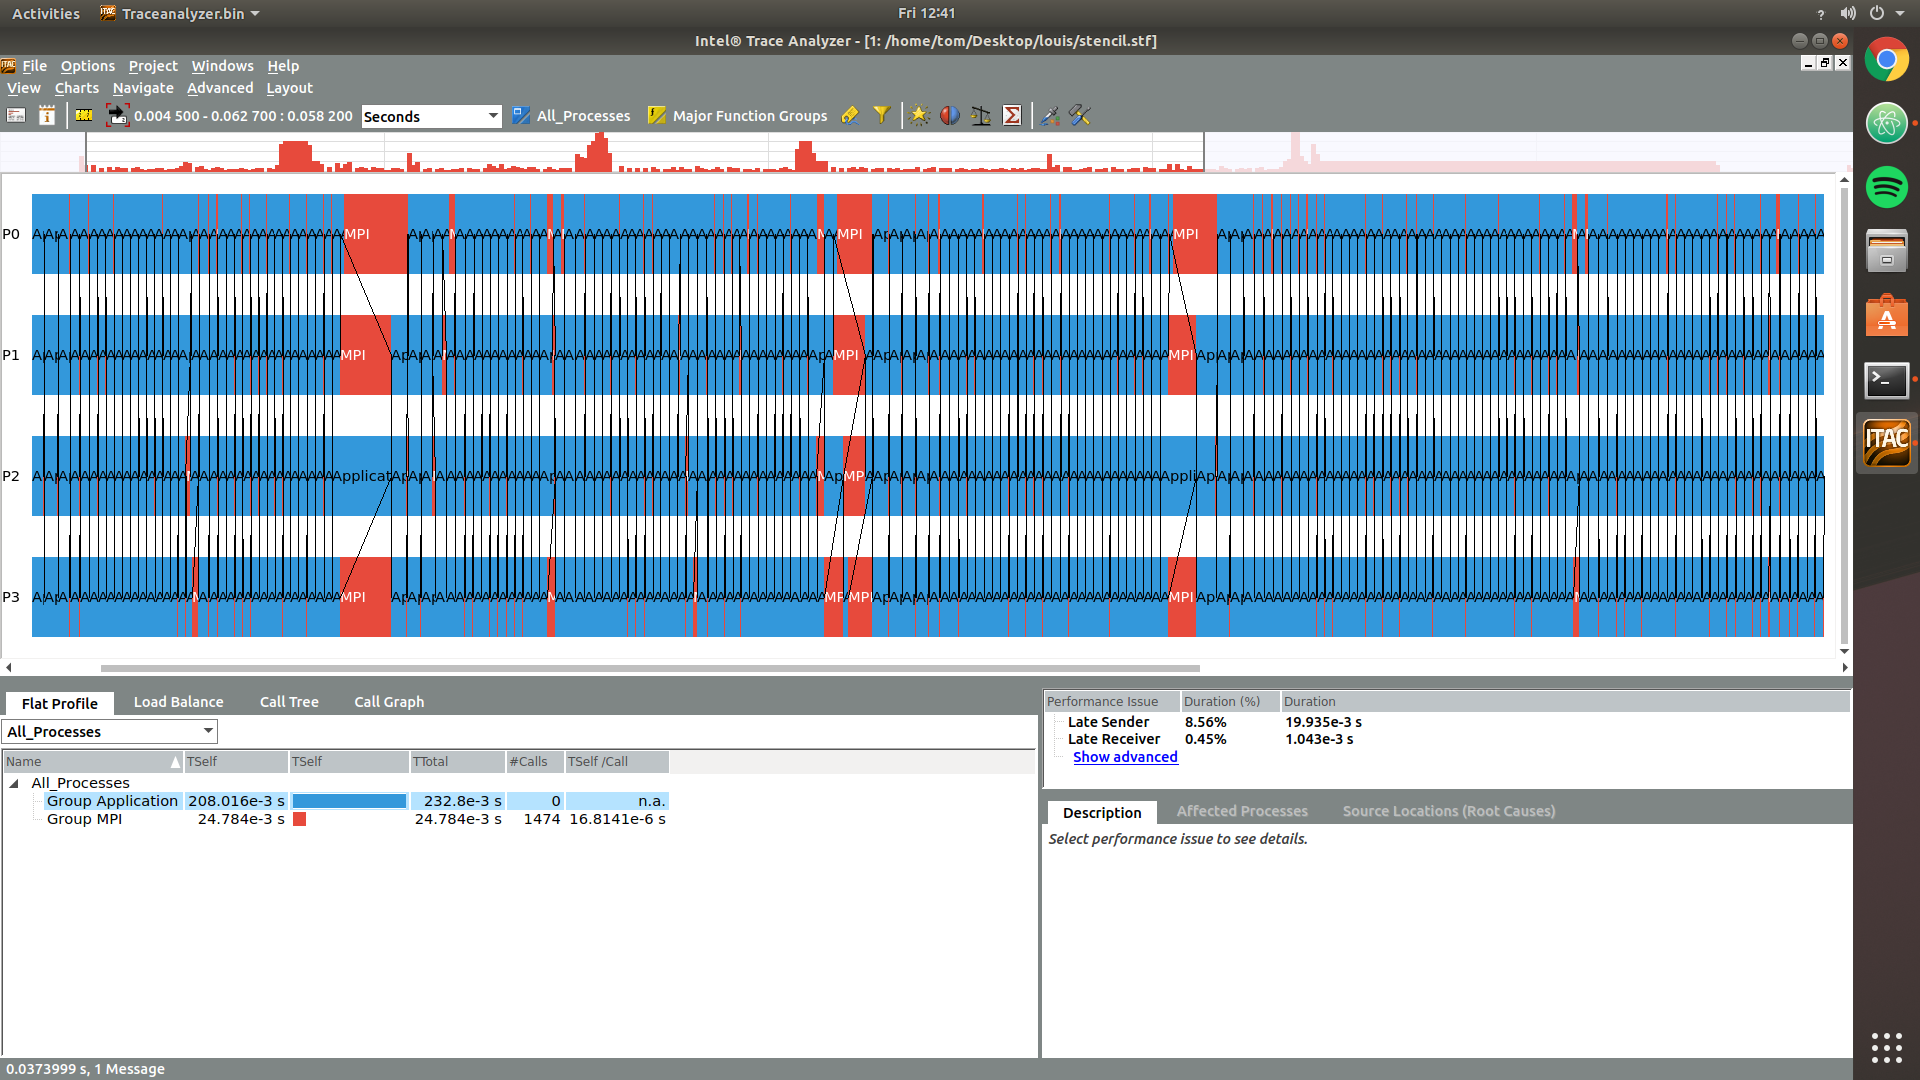 Activities Traceanalyzer.bin Fri 12:41 ?
Intel® Trace Analyzer - [1: /home/tom/Desktop/louis/stencil.stf]
ITAC File Options Project Windows Help
View Charts Navigate Advanced Layout
0.004 500 - 0.062 700 : 0.058 200 Seconds All_Processes Major Function Groups
P0 MPI MPI MPI
P1 MPI MPI MPI
P2 Applicat MP Appli
P3 MPI MPI MPI
ITAC
Flat Profile Load Balance Call Tree Call Graph
All_Processes
Name TSelf TSelf TTotal #Calls TSelf /Call
All_Processes
Group Application 208.016e-3 s 232.8e-3 s 0 n.a.
Group MPI 24.784e-3 s 24.784e-3 s 1474 16.8141e-6 s
Performance Issue Duration (%) Duration
Late Sender 8.56% 19.935e-3 s
Late Receiver 0.45% 1.043e-3 s
Show advanced
Description Affected Processes Source Locations (Root Causes)
Select performance issue to see details.
0.0373999 s, 1 Message